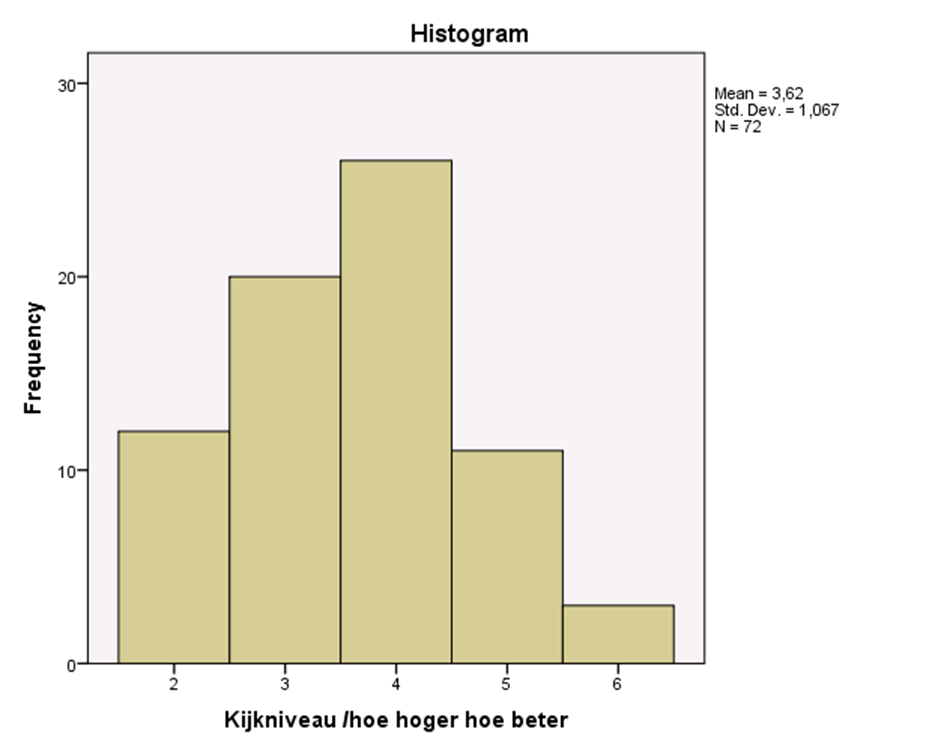 Histogram
30
20
10
0
Frequency
2 3 4 5 6
Kijkniveau /hoe hoger hoe beter
Mean = 3,62
Std. Dev. = 1,067
N = 72